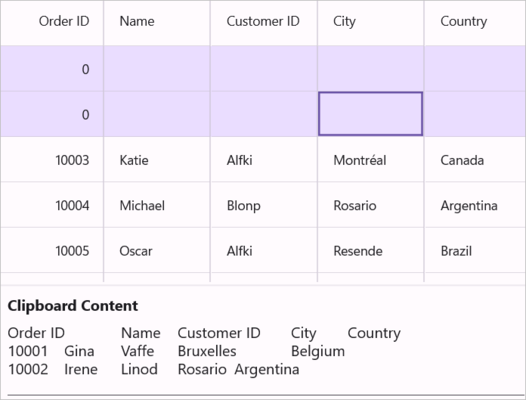 Order ID Name Customer ID City Country
0
0
10003 Katie Alfki Montréal Canada
10004 Michael Blonp Rosario Argentina
10005 Oscar Alfki Resende Brazil
Clipboard Content
Order ID Name Customer ID City Country
10001 Gina Vaffe Bruxelles Belgium
10002 Irene Linod Rosario Argentina